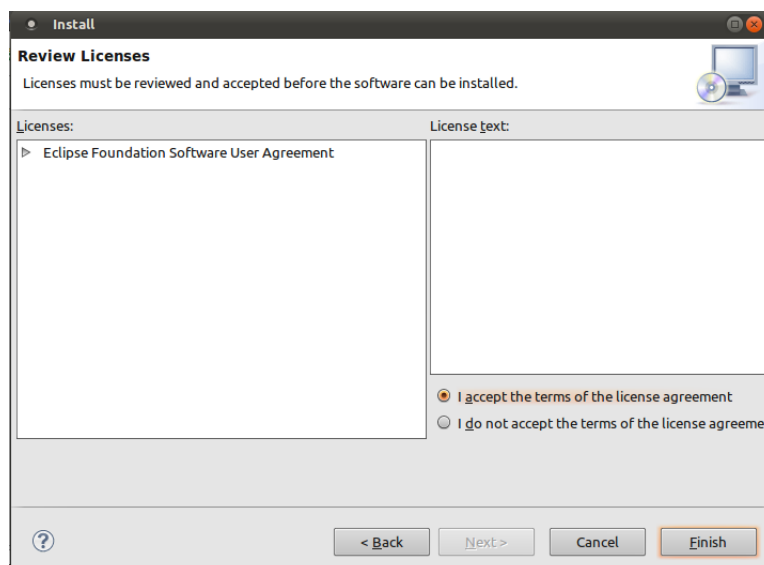 Install
Review Licenses
Licenses must be reviewed and accepted before the software can be installed.
Licenses:
License text:
Eclipse Foundation Software User Agreement
I accept the terms of the license agreement
I do not accept the terms of the license agreeme
?
< Back
Next >
Cancel
Finish